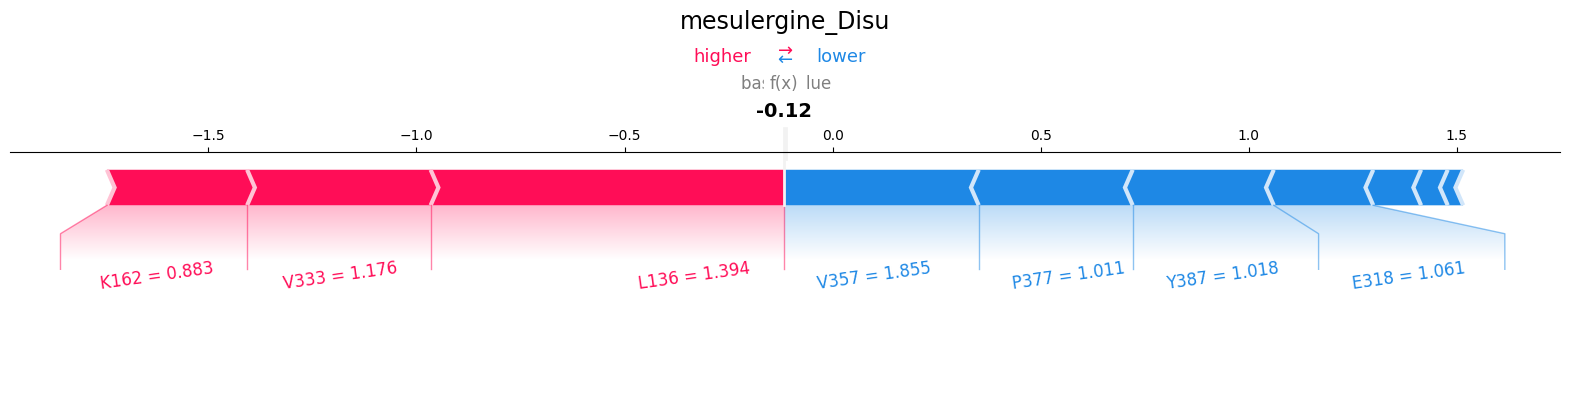 mesulergine_Disu
higher ⇄ lower
f(x)
-0.12
−1.5 −1.0 −0.5 0.0 0.5 1.0 1.5
K162 = 0.883 V333 = 1.176 L136 = 1.394 V357 = 1.855 P377 = 1.011 Y387 = 1.018 E318 = 1.061